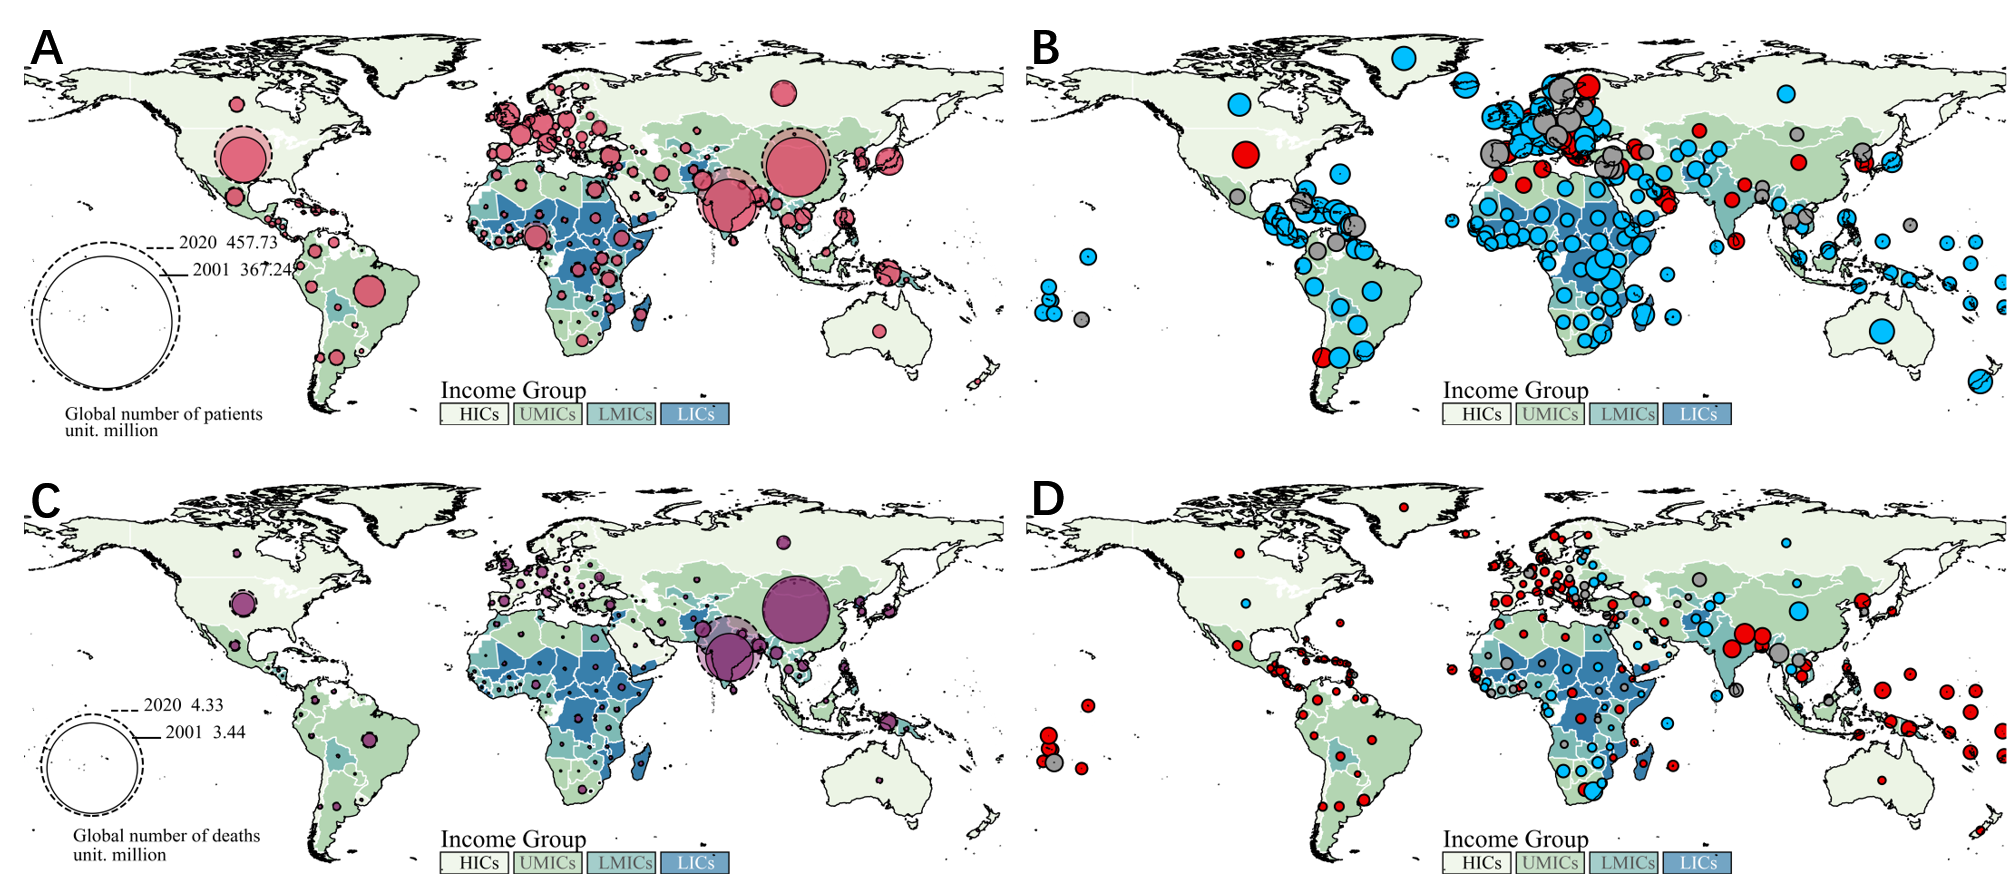 A
2020 457.73
2001 367.24
Global number of patients
unit. million
Income Group
HICs UMICs LMICs LICs
B
Income Group
HICs UMICs LMICs LICs
C
2020 4.33
2001 3.44
Global number of deaths
unit. million
Income Group
HICs UMICs LMICs LICs
D
Income Group
HICs UMICs LMICs LICs